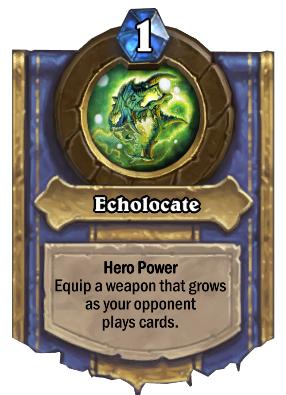 1
Echolocate
Hero Power
Equip a weapon that grows
as your opponent
plays cards.